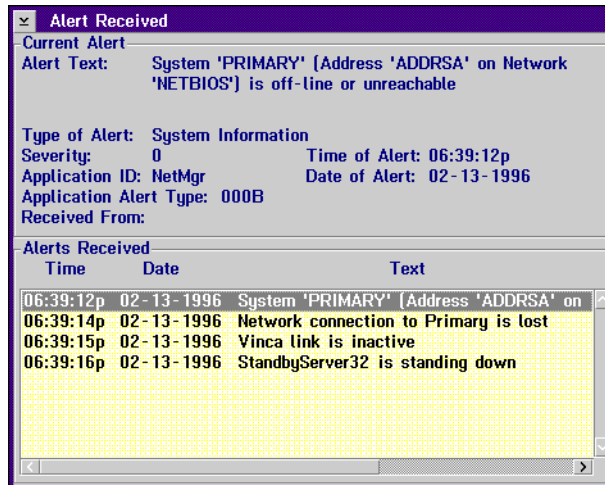 Alert Received
Current Alert
Alert Text: System 'PRIMARY' (Address 'ADDRSA' on Network
'NETBIOS') is off-line or unreachable
Type of Alert: System Information
Severity: 0 Time of Alert: 06:39:12p
Application ID: NetMgr Date of Alert: 02-13-1996
Application Alert Type: 000B
Received From:
Alerts Received
Time Date Text
06:39:12p 02-13-1996 System 'PRIMARY' (Address 'ADDRSA' on
06:39:14p 02-13-1996 Network connection to Primary is lost
06:39:15p 02-13-1996 Vinca link is inactive
06:39:16p 02-13-1996 StandbyServer32 is standing down